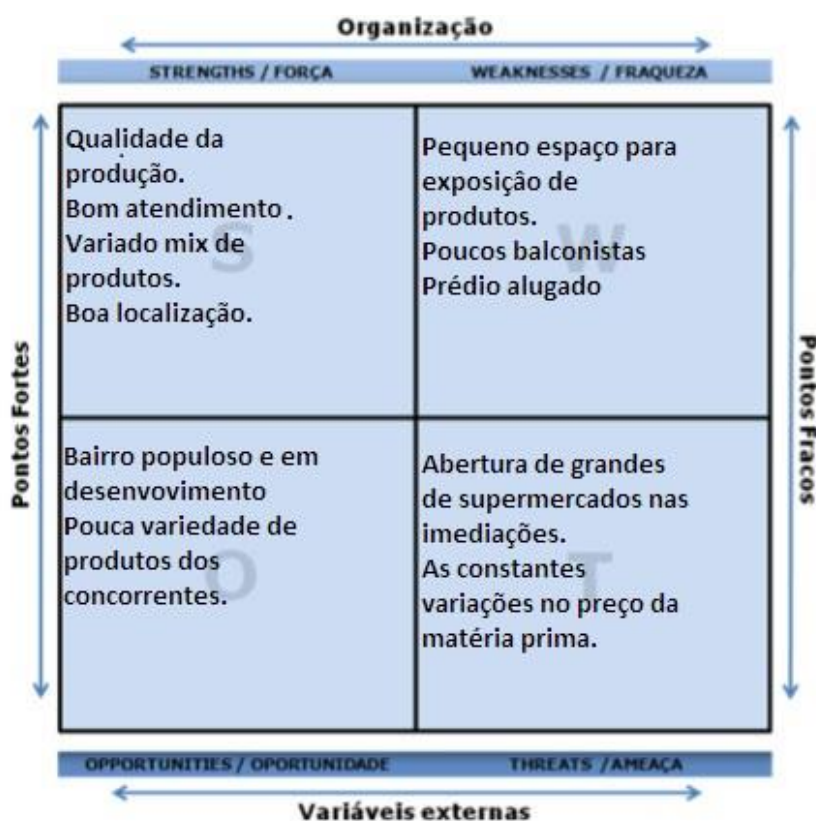 Organização
STRENGTHS / FORÇA
WEAKNESSES / FRAQUEZA
Pontos Fortes
Qualidade da
produção.
Bom atendimento .
Variado mix de
produtos.
Boa localização.
S
Pequeno espaço para
exposição de
produtos.
Poucos balconistas
Prédio alugado
W
Pontos Fracos
Bairro populoso e em
desenvovimento
Pouca variedade de
produtos dos
concorrentes.
O
Abertura de grandes
de supermercados nas
imediações.
As constantes
variações no preço da
matéria prima.
T
OPPORTUNITIES / OPORTUNIDADE
THREATS /AMEAÇA
Variáveis externas